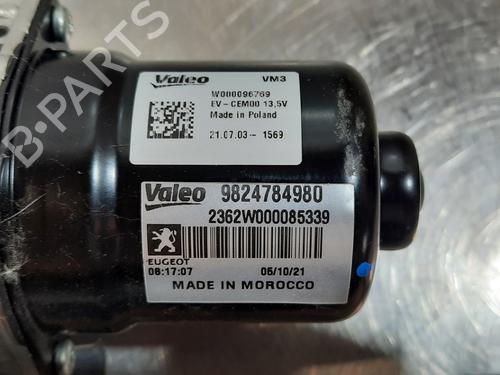 Valeo VM3
W000096769
EV-CEM00 13,5V
Made in Poland
21.07.03- 1569
Valeo 9824784980
2362W000085339
EUGEOT
08:17:07 05/10/21
MADE IN MOROCCO
B-PARTS